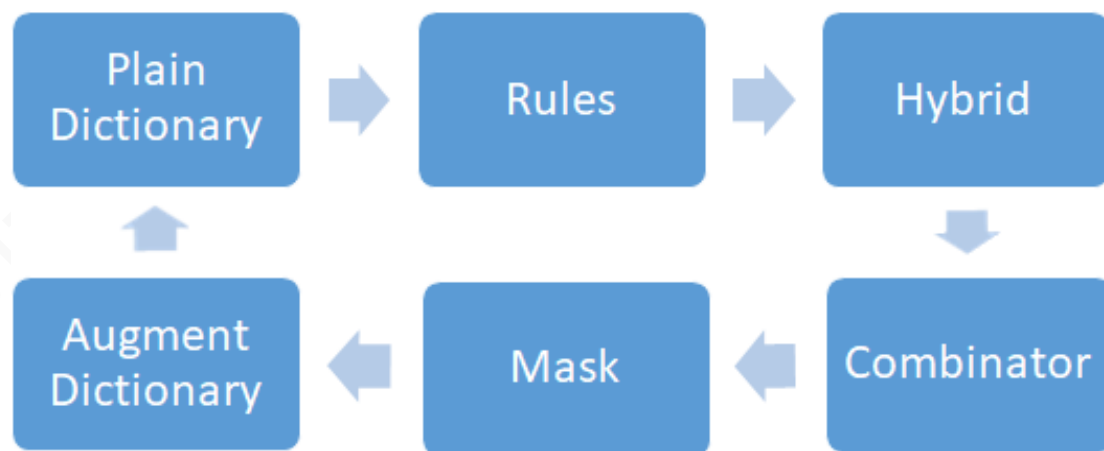 Plain
Dictionary
Rules
Hybrid
Augment
Dictionary
Mask
Combinator